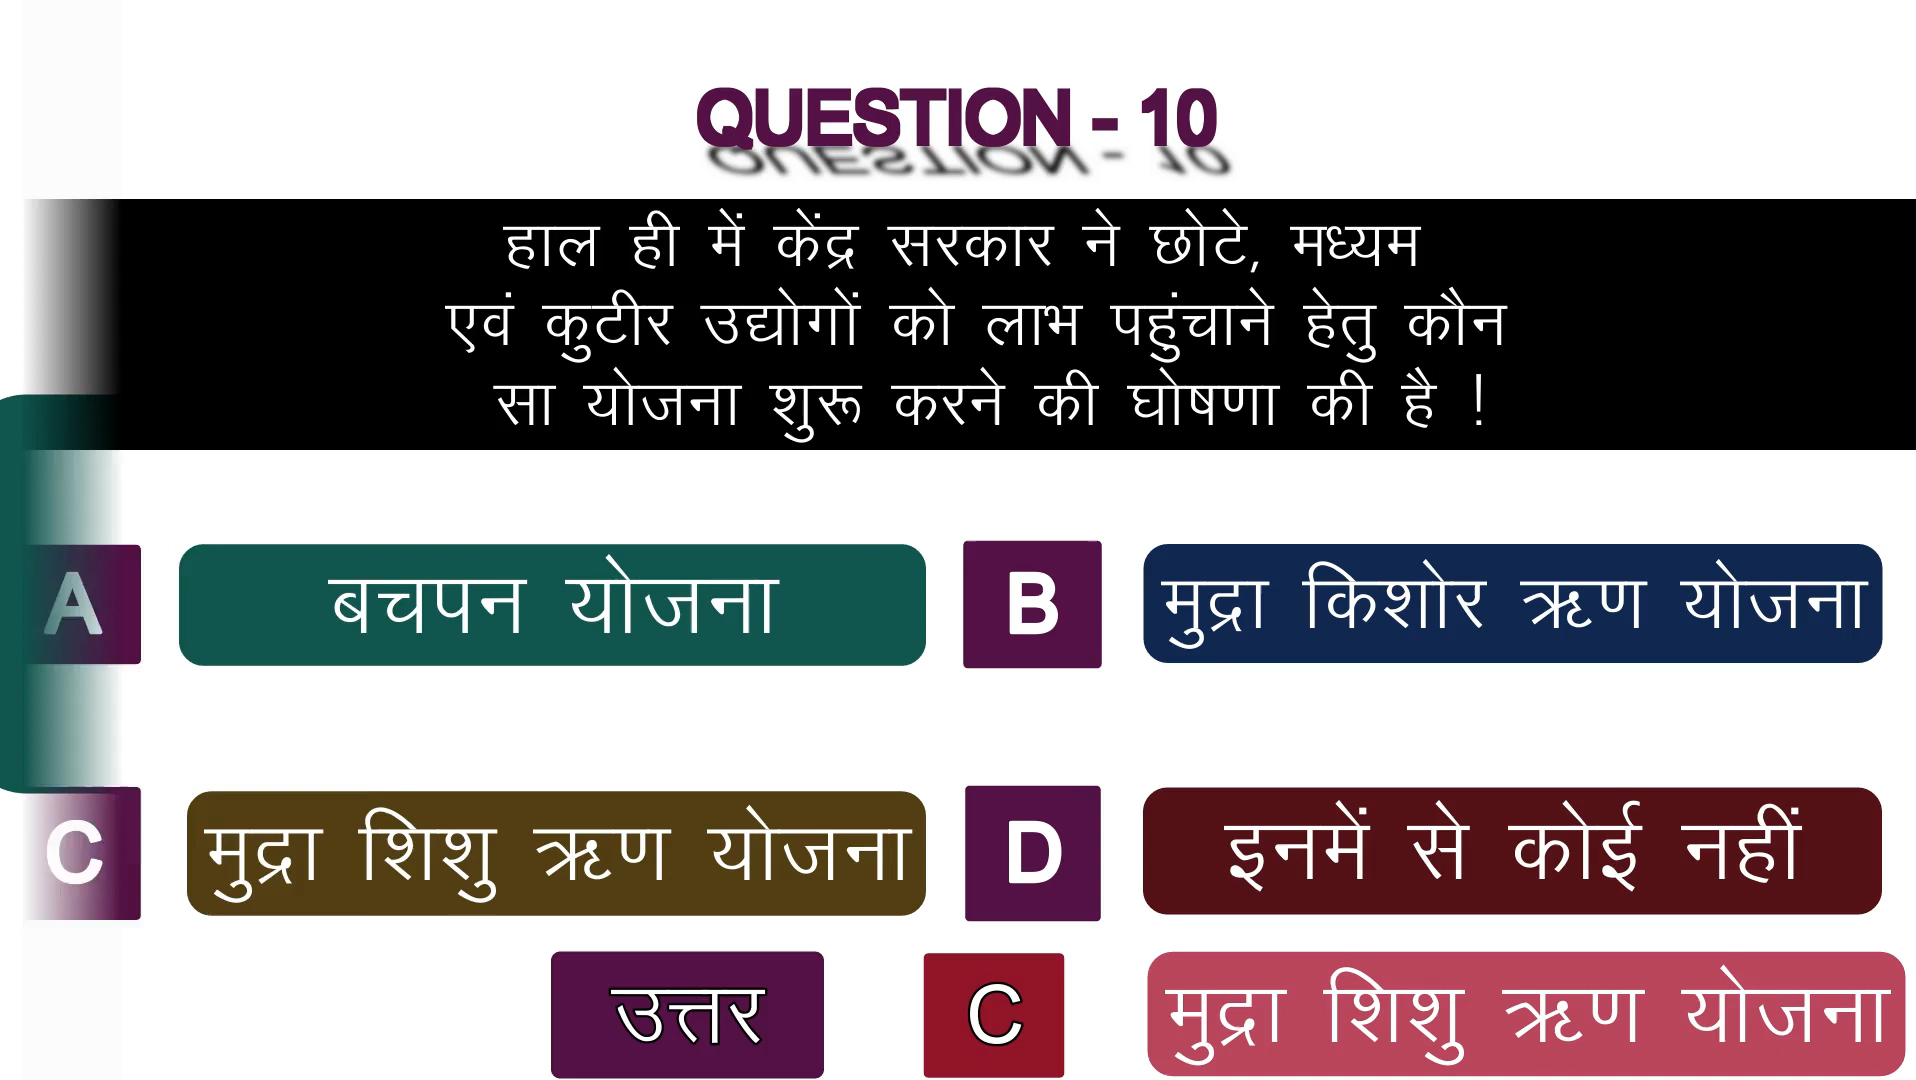 QUESTION - 10
हाल ही में केंद्र सरकार ने छोटे, मध्यम
एवं कुटीर उद्योगों को लाभ पहुंचाने हेतु कौन
सा योजना शुरू करने की घोषणा की है !
A बचपन योजना
B मुद्रा किशोर ऋण योजना
C मुद्रा शिशु ऋण योजना
D इनमें से कोई नहीं
उत्तर C मुद्रा शिशु ऋण योजना